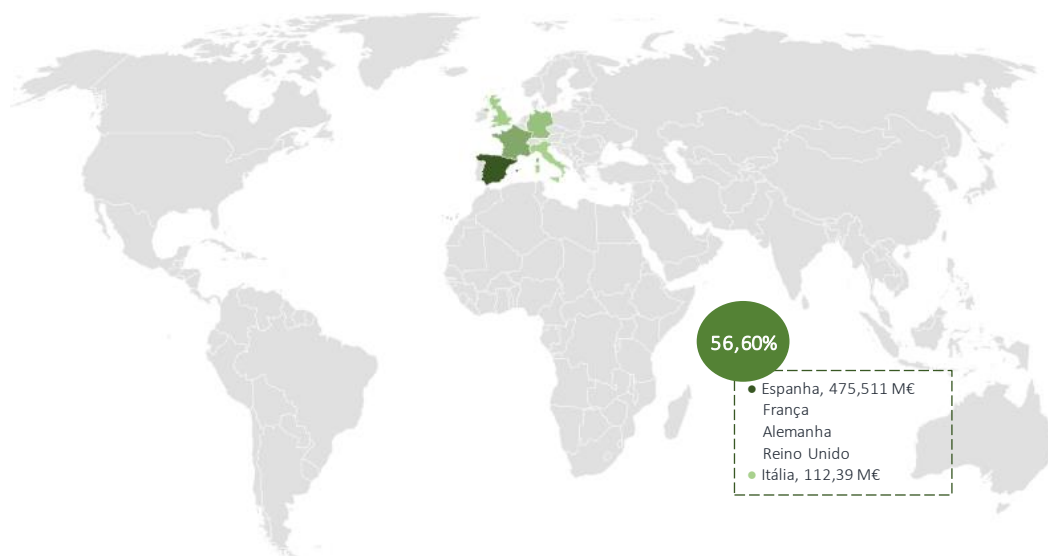 56,60%
● Espanha, 475,511 M€
França
Alemanha
Reino Unido
● Itália, 112,39 M€